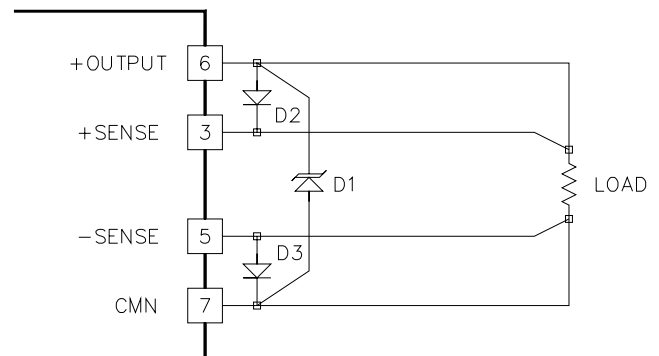 +OUTPUT 6
D2
+SENSE 3
D1
LOAD
-SENSE 5
D3
CMN 7